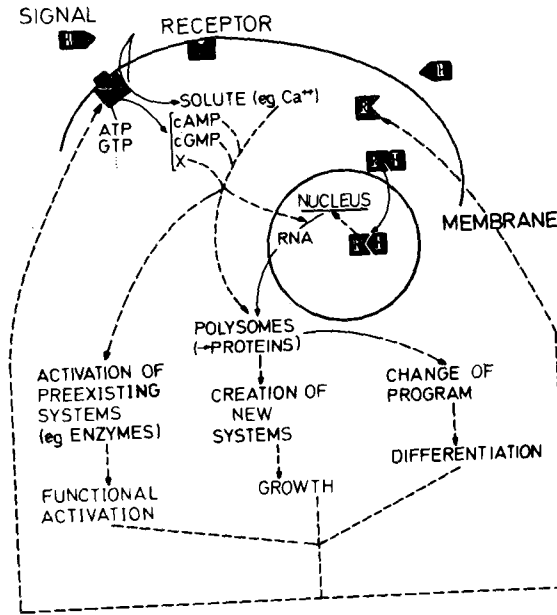 SIGNAL
RECEPTOR
H
H
SOLUTE (eg Ca++)
ATP
GTP
cAMP
cGMP
X
R
NUCLEUS
RNA
MEMBRANE
POLYSOMES
(→PROTEINS)
ACTIVATION OF
PREEXISTING
SYSTEMS
(eg ENZYMES)
CREATION OF
NEW
SYSTEMS
CHANGE OF
PROGRAM
FUNCTIONAL
ACTIVATION
GROWTH
DIFFERENTIATION